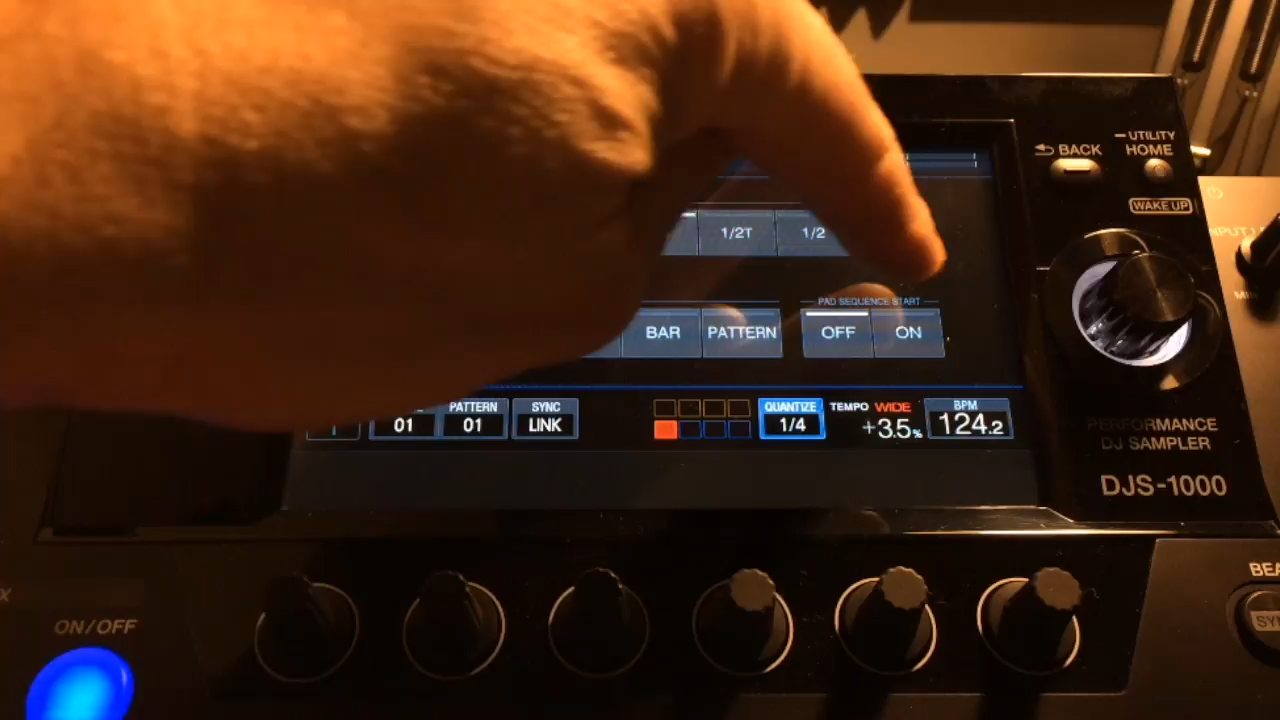 UTILITY
BACK HOME
WAKE UP
1/2T 1/2
PAD SEQUENCE START
BAR PATTERN OFF ON
PATTERN SYNC QUANTIZE TEMPO WIDE BPM
01 01 LINK 1/4 +3.5% 124.2
PERFORMANCE
DJ SAMPLER
DJS-1000
ON/OFF